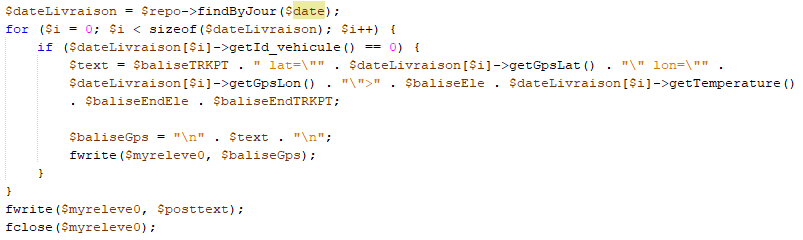 $dateLivraison = $repo->findByJour($date);
for ($i = 0; $i < sizeof($dateLivraison); $i++) {
if ($dateLivraison[$i]->getId_vehicule() == 0) {
$text = $baliseTRKPT . " lat=\"" . $dateLivraison[$i]->getGpsLat() . "\" lon=\"" .
$dateLivraison[$i]->getGpsLon() . "\">" . $baliseEle . $dateLivraison[$i]->getTemperature()
. $baliseEndEle . $baliseEndTRKPT;
$baliseGps = "\n" . $text . "\n";
fwrite($myreleve0, $baliseGps);
}
}
fwrite($myreleve0, $posttext);
fclose($myreleve0);